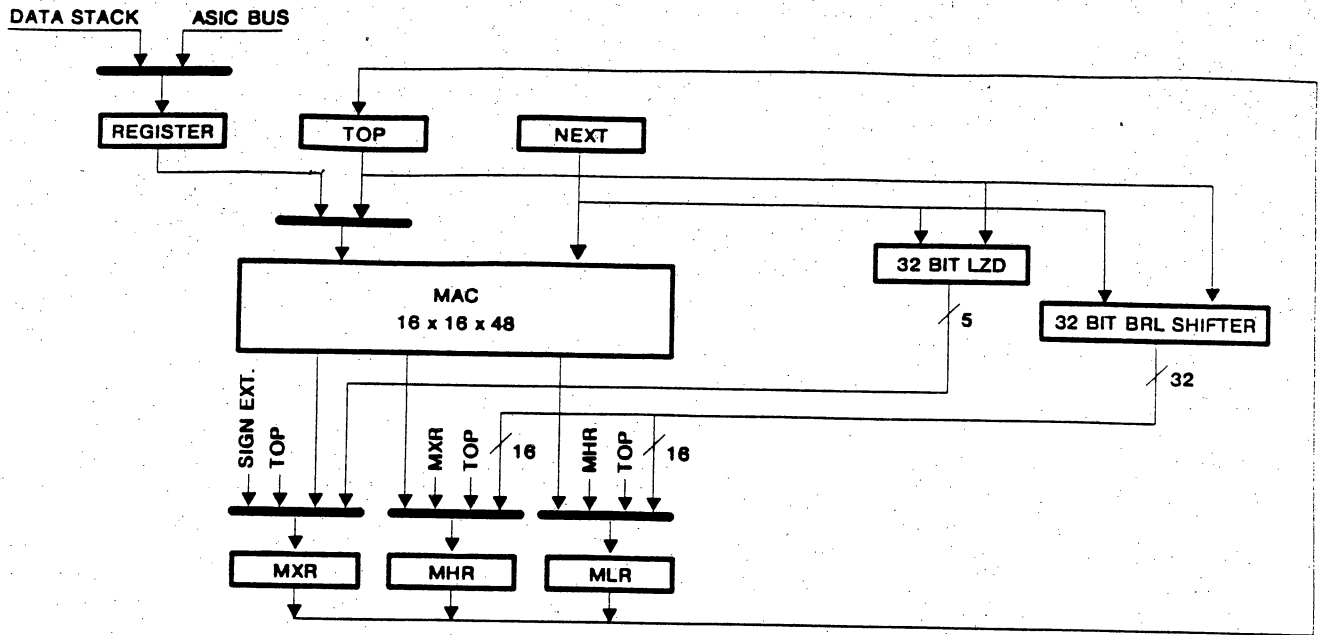 DATA STACK
ASIC BUS
REGISTER
TOP
NEXT
32 BIT LZD
MAC
16 x 16 x 48
5
32 BIT BRL SHIFTER
32
SIGN EXT.
TOP
MXR
TOP
16
MHR
TOP
16
MXR
MHR
MLR